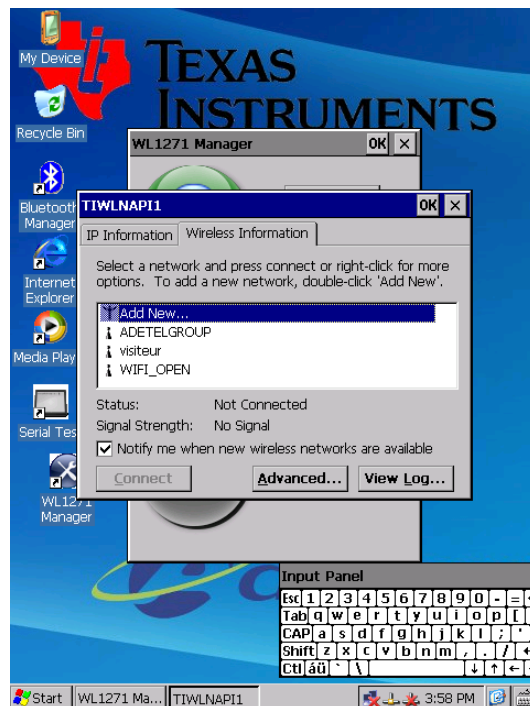 My Device
TEXAS
INSTRUMENTS
Recycle Bin
WL1271 Manager OK ×
Bluetooth
Manager
TIWLNAPI1 OK ×
IP Information Wireless Information
Select a network and press connect or right-click for more
options. To add a new network, double-click 'Add New'.
Internet
Explorer
Add New...
ADETELGROUP
visiteur
WIFI_OPEN
Media Play
Status: Not Connected
Signal Strength: No Signal
Serial Tes
Notify me when new wireless networks are available
Connect Advanced... View Log...
WL1271
Manager
Input Panel
Esc 1 2 3 4 5 6 7 8 9 0 - =
Tab q w e r t y u i o p [
CAP a s d f g h j k l ; '
Shift z x c v b n m , . /
Ctl áü ` \ ↓ ↑ ← 
Start WL1271 Ma... TIWLNAPI1 3:58 PM